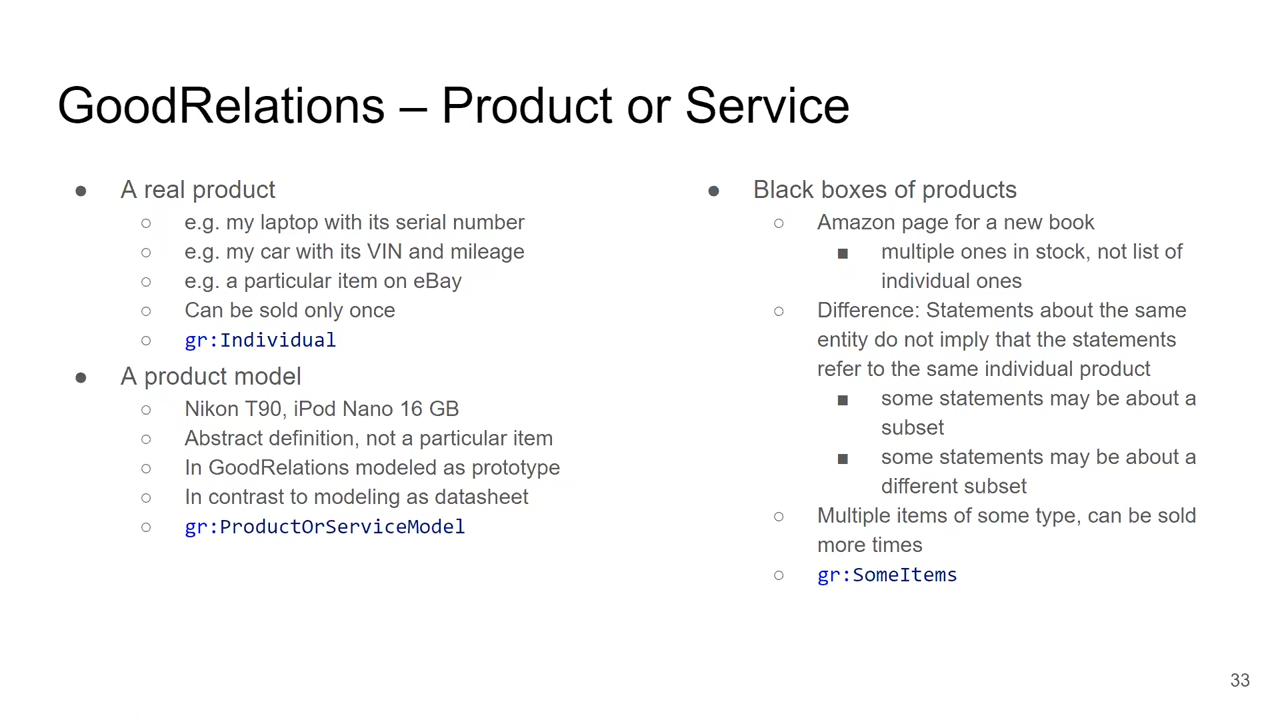 GoodRelations – Product or Service
● A real product
○ e.g. my laptop with its serial number
○ e.g. my car with its VIN and mileage
○ e.g. a particular item on eBay
○ Can be sold only once
○ gr:Individual
● A product model
○ Nikon T90, iPod Nano 16 GB
○ Abstract definition, not a particular item
○ In GoodRelations modeled as prototype
○ In contrast to modeling as datasheet
○ gr:ProductOrServiceModel
● Black boxes of products
○ Amazon page for a new book
■ multiple ones in stock, not list of
individual ones
○ Difference: Statements about the same
entity do not imply that the statements
refer to the same individual product
■ some statements may be about a
subset
■ some statements may be about a
different subset
○ Multiple items of some type, can be sold
more times
○ gr:SomeItems
33